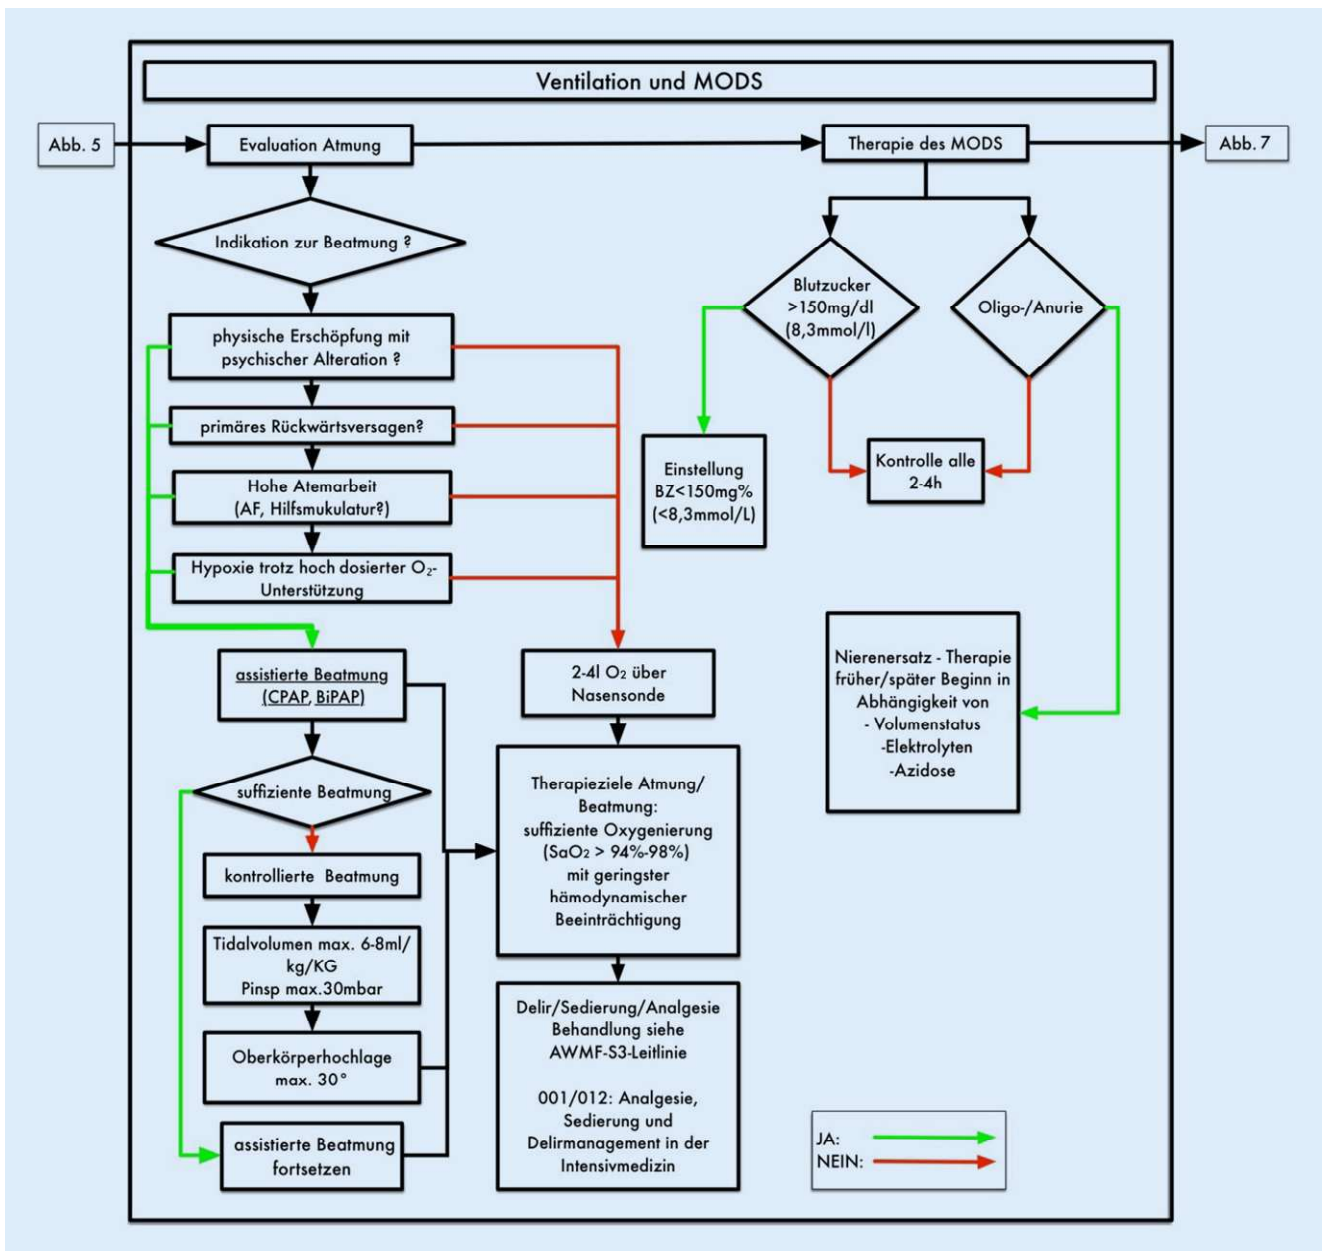 Ventilation und MODS
Abb. 5
Evaluation Atmung
Therapie des MODS
Abb. 7
Indikation zur Beatmung ?
physische Erschöpfung mit
psychischer Alteration ?
primäres Rückwärtsversagen?
Hohe Atemarbeit
(AF, Hilfsmukulatur?)
Hypoxie trotz hoch dosierter O₂-
Unterstützung
assistierte Beatmung
(CPAP, BiPAP)
suffiziente Beatmung
kontrollierte Beatmung
Tidalvolumen max. 6-8ml/
kg/KG
Pinsp max.30mbar
Oberkörperhochlage
max. 30°
assistierte Beatmung
fortsetzen
2-4l O₂ über
Nasensonde
Therapieziele Atmung/
Beatmung:
suffiziente Oxygenierung
(SaO₂ > 94%-98%)
mit geringster
hämodynamischer
Beeinträchtigung
Delir/Sedierung/Analgesie
Behandlung siehe
AWMF-S3-Leitlinie
001/012: Analgesie,
Sedierung und
Delirmanagement in der
Intensivmedizin
Blutzucker
>150mg/dl
(8,3mmol/l)
Oligo-/Anurie
Einstellung
BZ<150mg%
(<8,3mmol/L)
Kontrolle alle
2-4h
Nierenersatz - Therapie
früher/später Beginn in
Abhängigkeit von
- Volumenstatus
-Elektrolyten
-Azidose
JA:
NEIN: